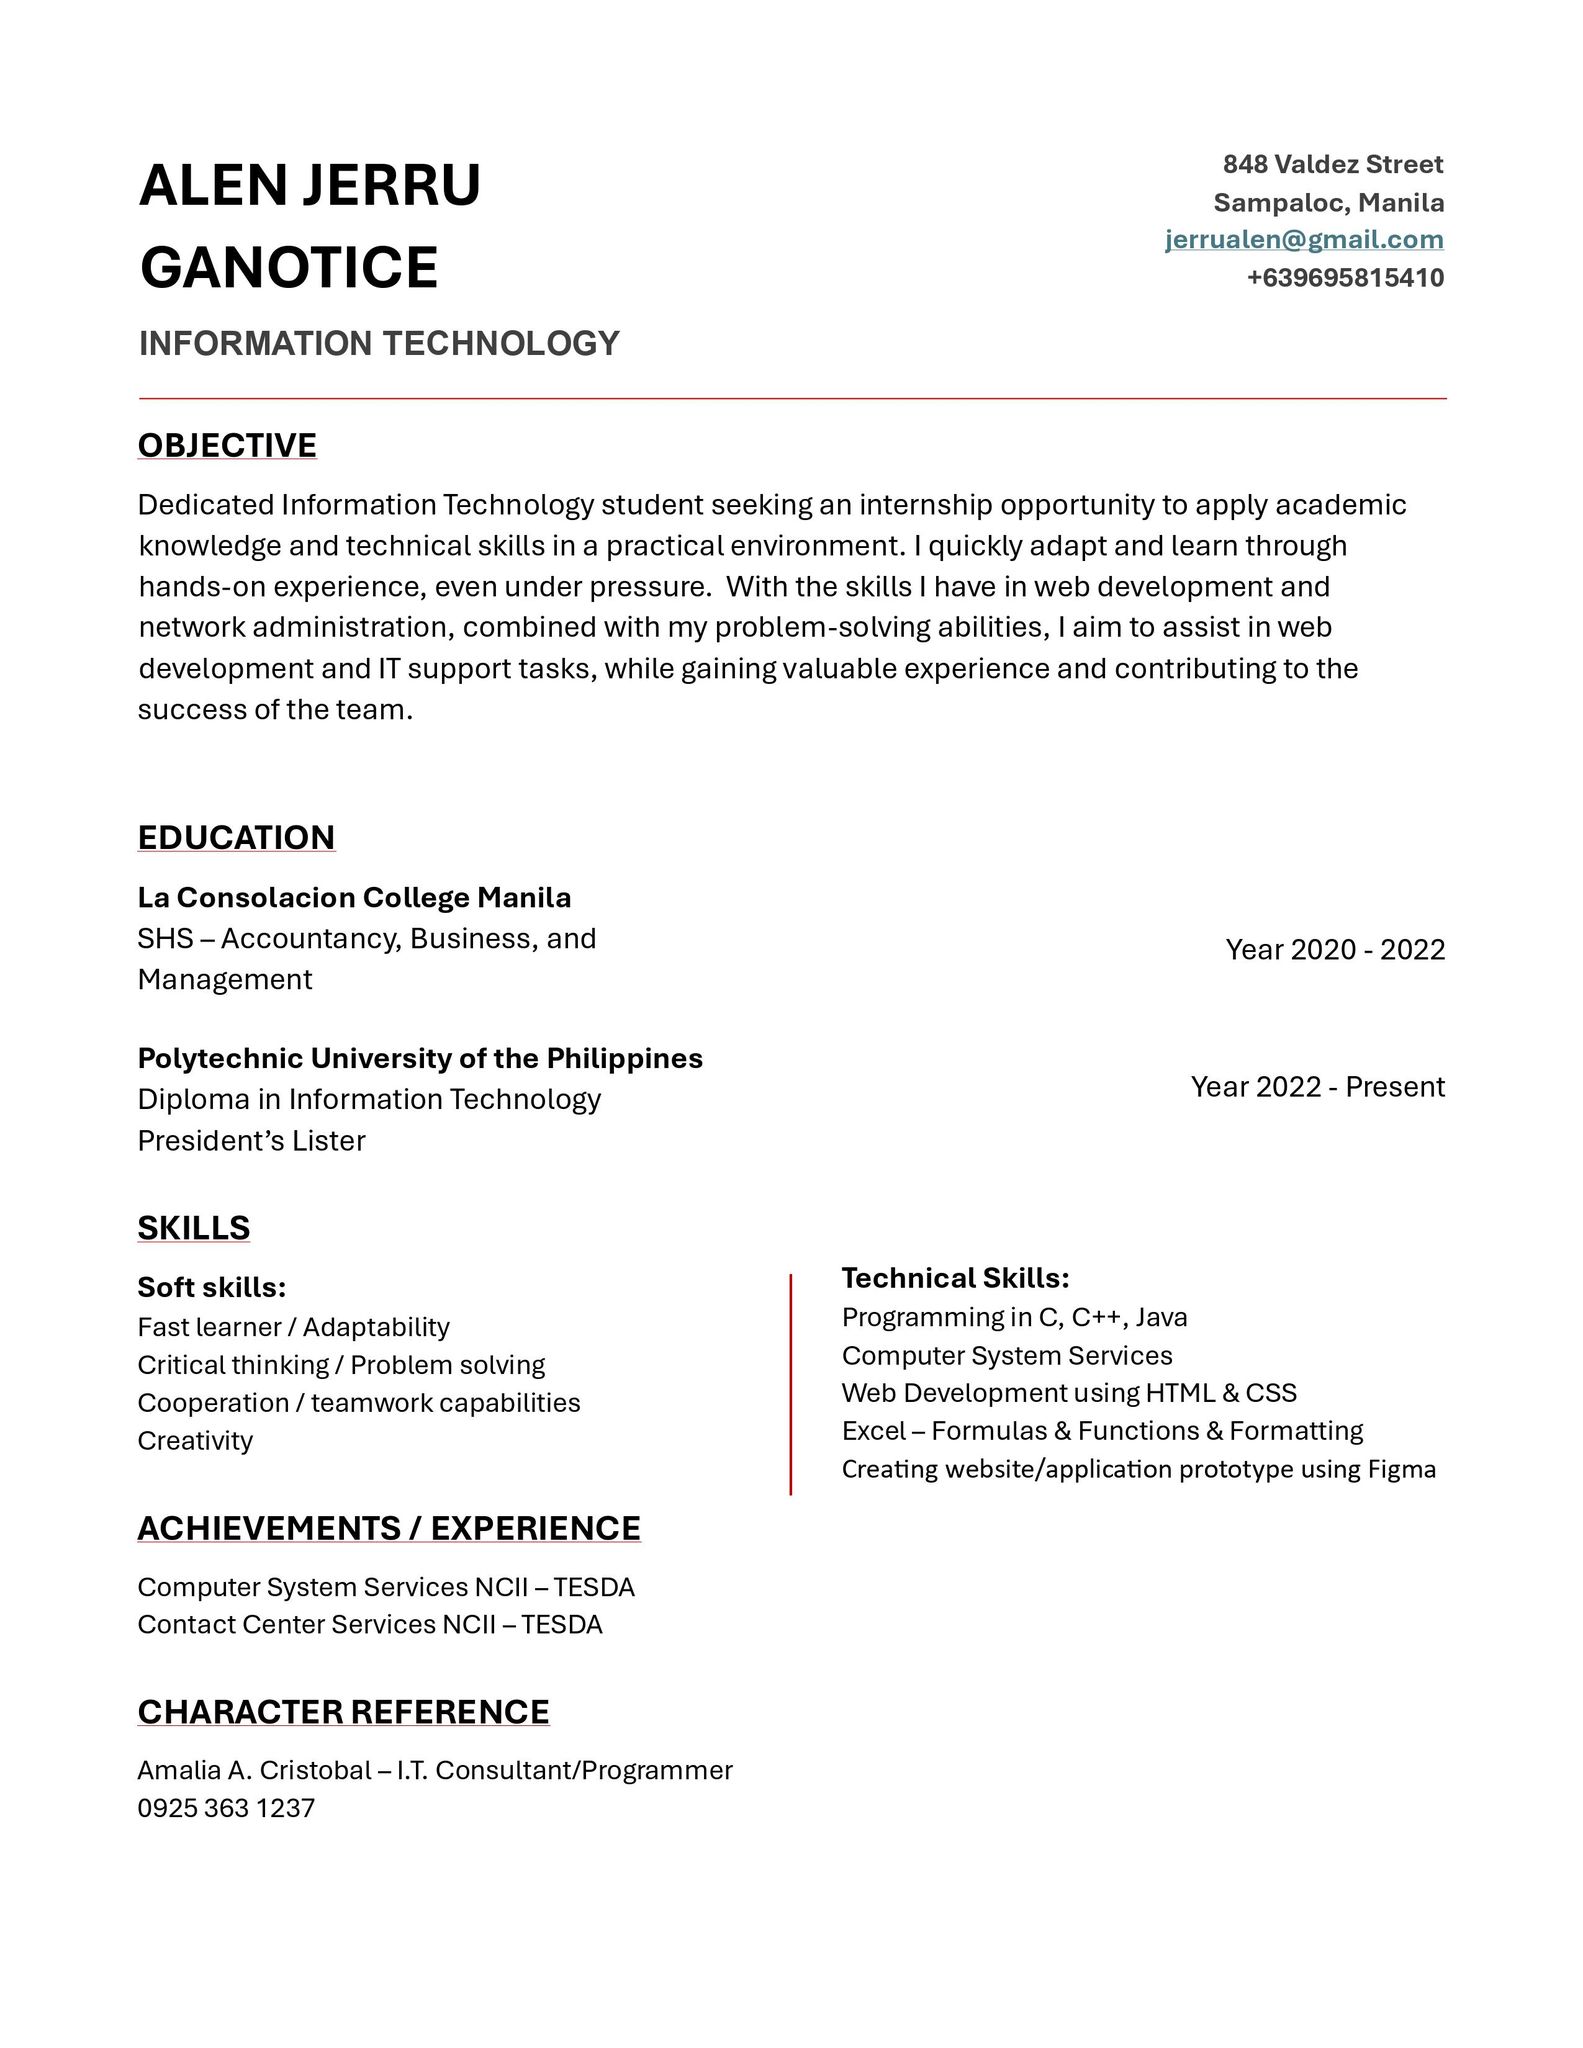 ALEN JERRU
GANOTICE
INFORMATION TECHNOLOGY
848 Valdez Street
Sampaloc, Manila
jerrualen@gmail.com
+639695815410
OBJECTIVE
Dedicated Information Technology student seeking an internship opportunity to apply academic
knowledge and technical skills in a practical environment. I quickly adapt and learn through
hands-on experience, even under pressure.  With the skills I have in web development and
network administration, combined with my problem-solving abilities, I aim to assist in web
development and IT support tasks, while gaining valuable experience and contributing to the
success of the team.
EDUCATION
La Consolacion College Manila
SHS – Accountancy, Business, and
Management
Year 2020 - 2022
Polytechnic University of the Philippines
Diploma in Information Technology
President’s Lister
Year 2022 - Present
SKILLS
Soft skills:
Fast learner / Adaptability
Critical thinking / Problem solving
Cooperation / teamwork capabilities
Creativity
Technical Skills:
Programming in C, C++, Java
Computer System Services
Web Development using HTML & CSS
Excel – Formulas & Functions & Formatting
Creating website/application prototype using Figma
ACHIEVEMENTS / EXPERIENCE
Computer System Services NCII – TESDA
Contact Center Services NCII – TESDA
CHARACTER REFERENCE
Amalia A. Cristobal – I.T. Consultant/Programmer
0925 363 1237